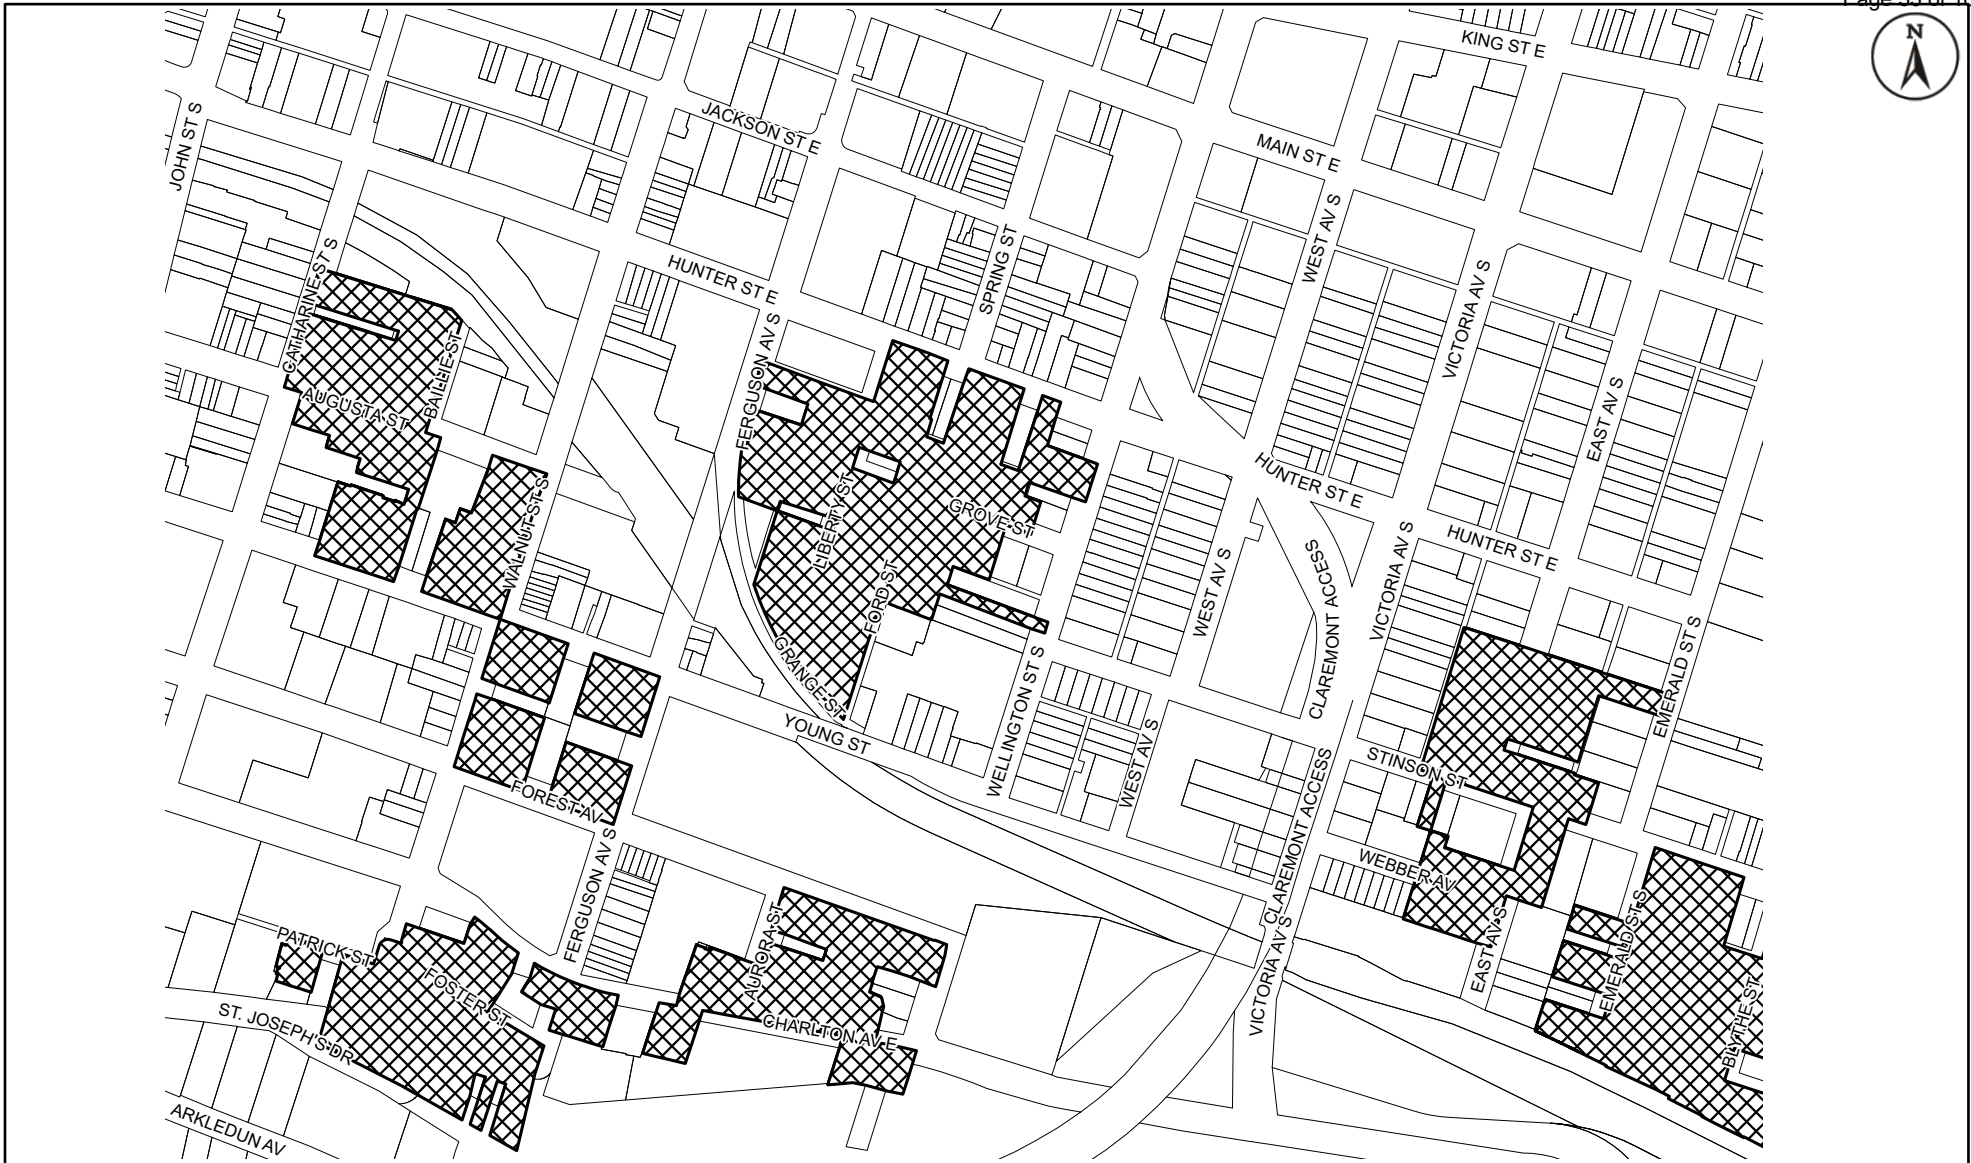 N
KING ST E
JOHN ST S
JACKSON ST E
MAIN ST E
WEST AV S
CATHARINE ST S
HUNTER ST E
SPRING ST
VICTORIA AV S
FERGUSON AV S
BAILLIE ST
AUGUSTA ST
EAST AV S
HUNTER ST E
WALNUT ST S
LIBERTY ST
GROVE ST
HUNTER ST E
VICTORIA AV S
CLAREMONT ACCESS
WEST AV S
FORD ST
GRANGE ST
EMERALD ST S
WELLINGTON ST S
YOUNG ST
WEST AV S
STINSON ST
FOREST AV
CLAREMONT ACCESS
WEBBER AV
FERGUSON AV S
PATRICK ST
AURORA ST
EAST AV S
EMERALD ST S
FOSTER ST
VICTORIA AV S
BLYTHE ST
ST. JOSEPH'S DR
CHARLTON AV E
ARKLEDUN AV